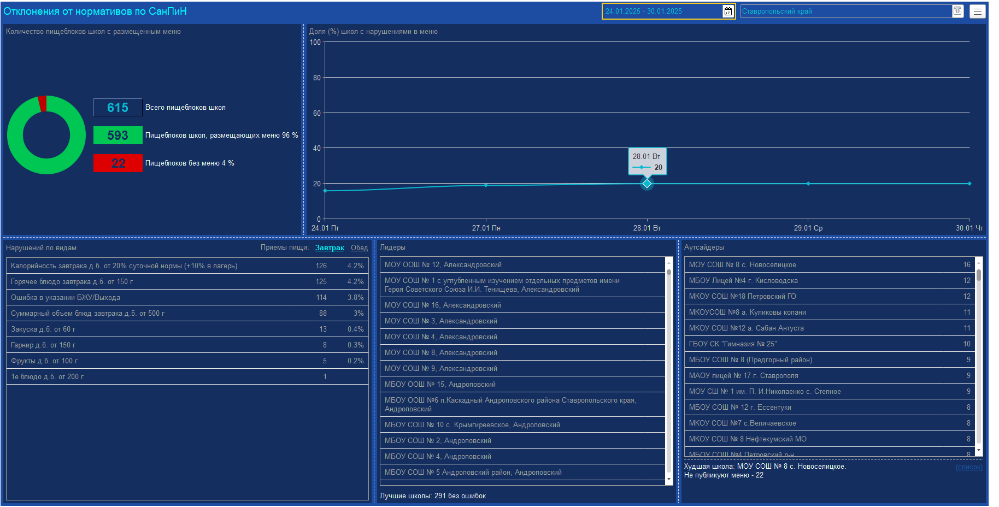 Отклонения от нормативов по СанПиН
24.01.2025 - 30.01.2025
Ставропольский край
Количество пищеблоков школ с размещенным меню
615 Всего пищеблоков школ
593 Пищеблоков школ, размещающих меню 96 %
22 Пищеблоков без меню 4 %
Доля (%) школ с нарушениями в меню
100
80
60
40
20
0
28.01 Вт
20
24.01 Пт 27.01 Пн 28.01 Вт 29.01 Ср 30.01 Чт
Нарушений по видам. Приемы пищи: Завтрак Обед
Калорийность завтрака д.б. от 20% суточной нормы (+10% в лагерь) 126 4.2%
Горячее блюдо завтрака д.б. от 150 г 125 4.2%
Ошибка в указании БЖУ/Выхода 114 3.8%
Суммарный объем блюд завтрака д.б. от 500 г 88 3%
Закуска д.б. от 60 г 13 0.4%
Гарнир д.б. от 150 г 8 0.3%
Фрукты д.б. от 100 г 5 0.2%
1е блюдо д.б. от 200 г 1
Лидеры
МОУ ООШ № 12, Александровский
МОУ СОШ № 1 с углубленным изучением отдельных предметов имени
Героя Советского Союза И.И. Тенищева, Александровский
МОУ СОШ № 16, Александровский
МОУ СОШ № 3, Александровский
МОУ СОШ № 4, Александровский
МОУ СОШ № 8, Александровский
МОУ СОШ № 9, Александровский
МБОУ ООШ № 15, Андроповский
МБОУ ООШ №6 п.Каскадный Андроповского района Ставропольского края,
Андроповский
МБОУ СОШ № 10 с. Крымгиреевское, Андроповский
МБОУ СОШ № 2, Андроповский
МБОУ СОШ № 4, Андроповский
МБОУ СОШ № 5 Андроповский район, Андроповский
Лучшие школы: 291 без ошибок
Аутсайдеры
МОУ СОШ № 8 с. Новоселицкое 16
МБОУ Лицей №4 г. Кисловодска 12
МКОУ СОШ №18 Петровский ГО 12
МКОУСОШ №8 а. Куликовы копани 11
МКОУ СОШ №12 а. Сабан Антуста 11
ГБОУ СК "Гимназия № 25" 10
МБОУ СОШ № 8 (Предгорный район) 9
МАОУ лицей № 17 г. Ставрополя 9
МОУ СШ № 1 им. П. И.Николаенко с. Степное 9
МБОУ СОШ № 12 г. Ессентуки 8
МКОУ СОШ №7 с.Величаевское 8
МКОУ СОШ № 8 Нефтекумский МО 8
МБОУ СОШ №4 Петровский р-н 8
Худшая школа: МОУ СОШ № 8 с. Новоселицкое. (список)
Не публикуют меню - 22